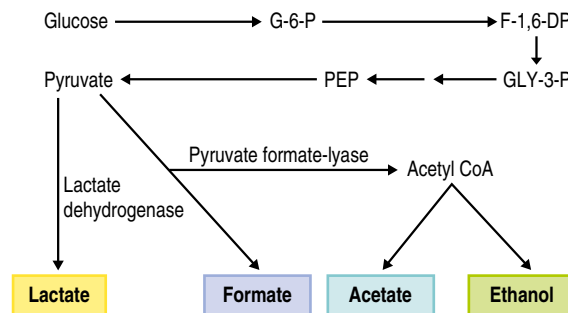 Glucose G-6-P F-1,6-DP
Pyruvate PEP GLY-3-P
Pyruvate formate-lyase
Acetyl CoA
Lactate
dehydrogenase
Lactate Formate Acetate Ethanol